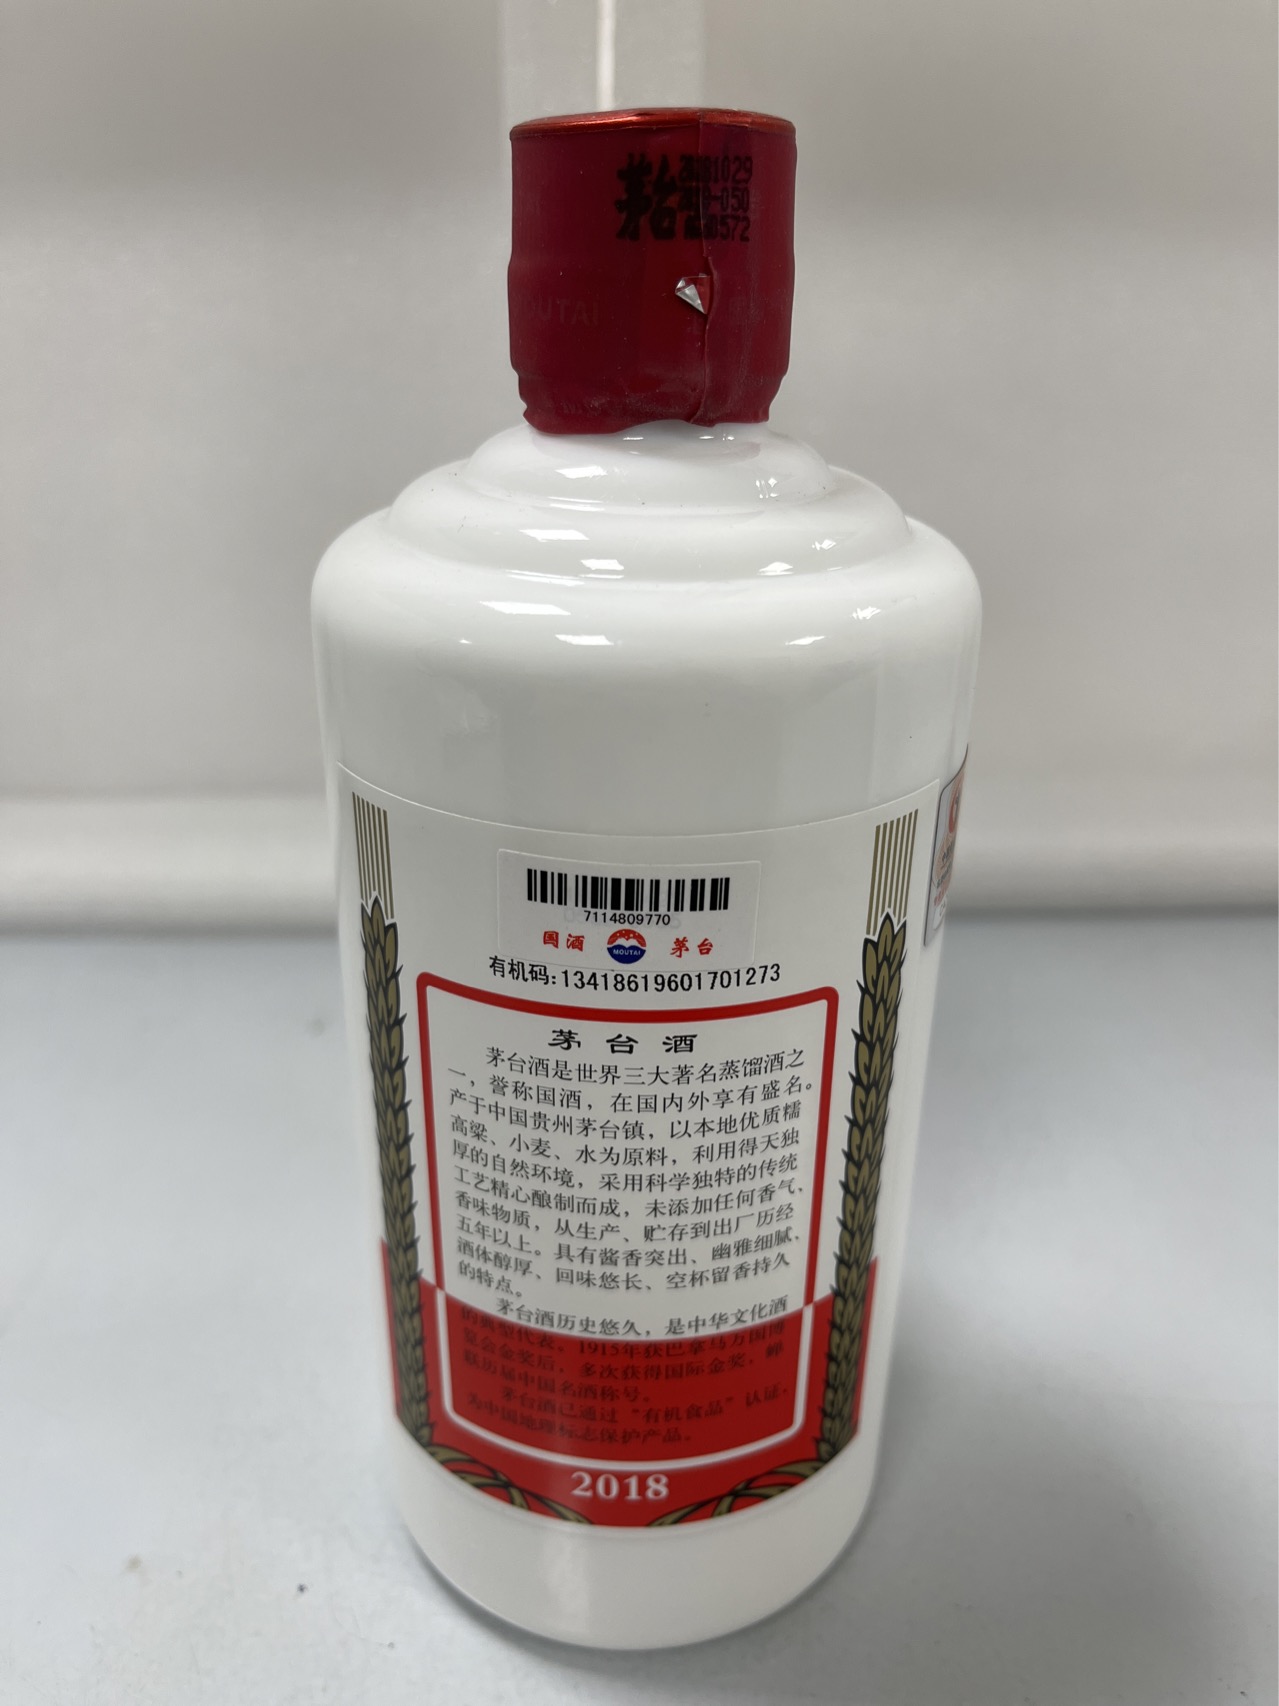 茅台
MOUTAI
7114809770
国酒 MOUTAI 茅台
有机码:13418619601701273
茅台酒
茅台酒是世界三大著名蒸馏酒之
一，誉称国酒，在国内外享有盛名。
产于中国贵州茅台镇，以本地优质糯
高粱、小麦、水为原料，利用得天独
厚的自然环境，采用科学独特的传统
工艺精心酿制而成，未添加任何香气、
香味物质，从生产、贮存到出厂历经
五年以上。具有酱香突出、幽雅细腻、
酒体醇厚、回味悠长、空杯留香持久
的特点。
茅台酒历史悠久，是中华文化酒
的典型代表，1915年获巴拿马万国博
览会金奖后，多次获得国际金奖，蝉
联历届中国名酒称号。
茅台酒已通过“有机食品”认证，
为中国地理标志保护产品。
2018